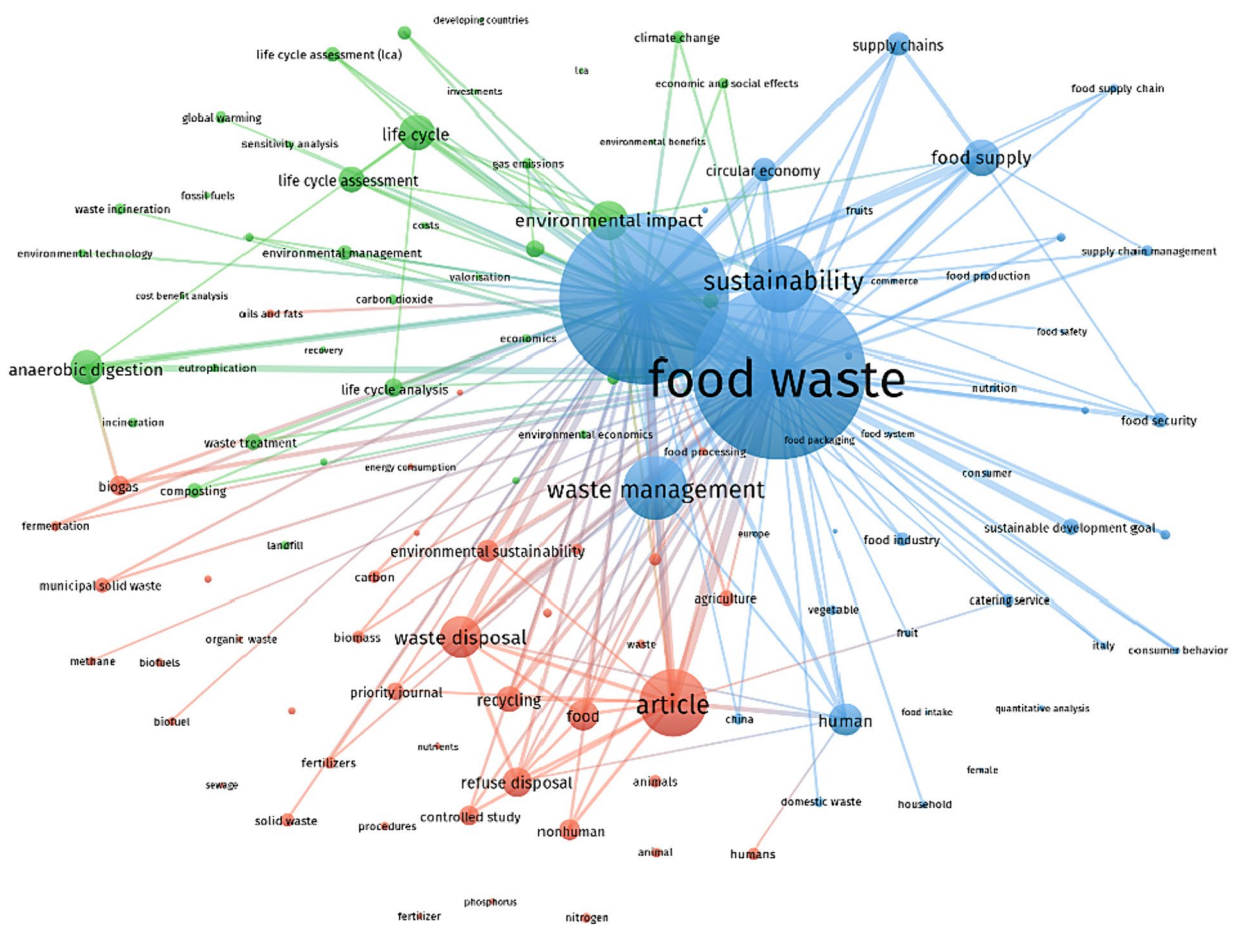 developing countries
climate change
supply chains
life cycle assessment (lca)
lca
economic and social effects
food supply chain
investments
global warming
life cycle
sensitivity analysis
environmental benefits
food supply
gas emissions
circular economy
life cycle assessment
fossil fuels
waste incineration
fruits
environmental impact
costs
environmental technology
environmental management
supply chain management
valorisation
sustainability
commerce
food production
cost benefit analysis
carbon dioxide
oils and fats
food safety
economics
recovery
anaerobic digestion
eutrophication
food waste
life cycle analysis
nutrition
incineration
food security
waste treatment
environmental economics
food packaging
food system
food processing
energy consumption
consumer
biogas
composting
waste management
fermentation
sustainable development goal
europe
food industry
landfill
environmental sustainability
carbon
municipal solid waste
agriculture
catering service
vegetable
organic waste
biomass
waste disposal
waste
fruit
italy
consumer behavior
methane
biofuels
priority journal
recycling
article
food
biofuel
china
human
food intake
quantitative analysis
nutrients
fertilizers
female
sewage
refuse disposal
animals
domestic waste
household
solid waste
procedures
controlled study
nonhuman
animal
humans
phosphorus
fertilizer
nitrogen